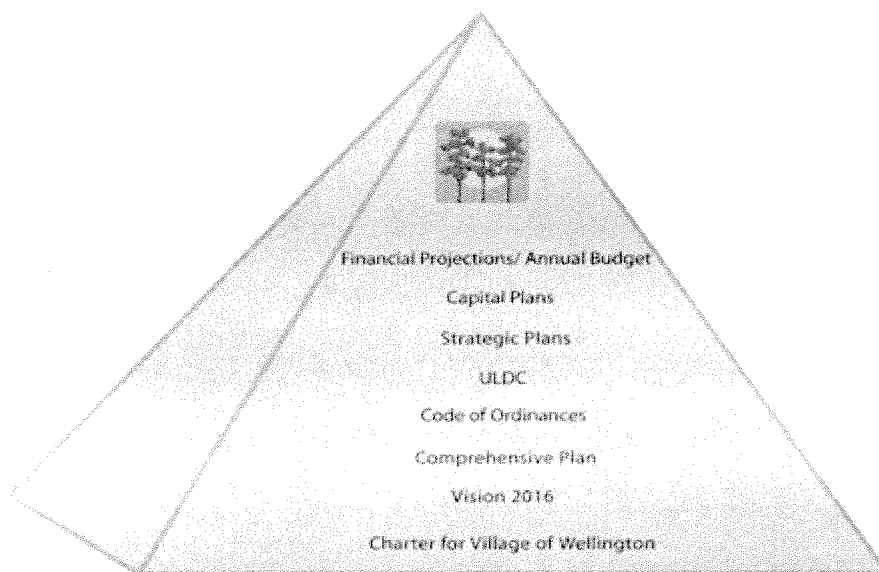 Financial Projections/ Annual Budget
Capital Plans
Strategic Plans
ULDC
Code of Ordinances
Comprehensive Plan
Vision 2016
Charter for Village of Wellington